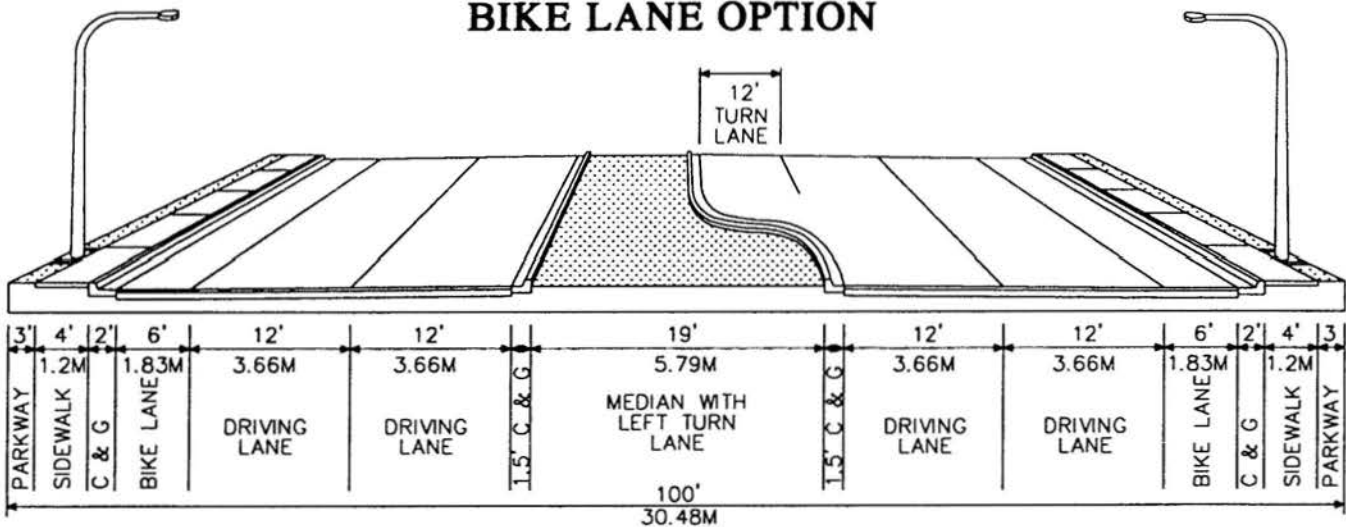 BIKE LANE OPTION
12'
TURN
LANE
3' 4' 2' 6' 12' 12' 19' 12' 12' 6' 2' 4' 3
1.2M 1.83M 3.66M 3.66M 5.79M 3.66M 3.66M 1.83M 1.2M
PARKWAY
SIDEWALK
C & G
BIKE LANE
DRIVING
LANE
DRIVING
LANE
1.5' C & G
MEDIAN WITH
LEFT TURN
LANE
1.5' C & G
DRIVING
LANE
DRIVING
LANE
BIKE LANE
C & G
SIDEWALK
PARKWAY
100'
30.48M